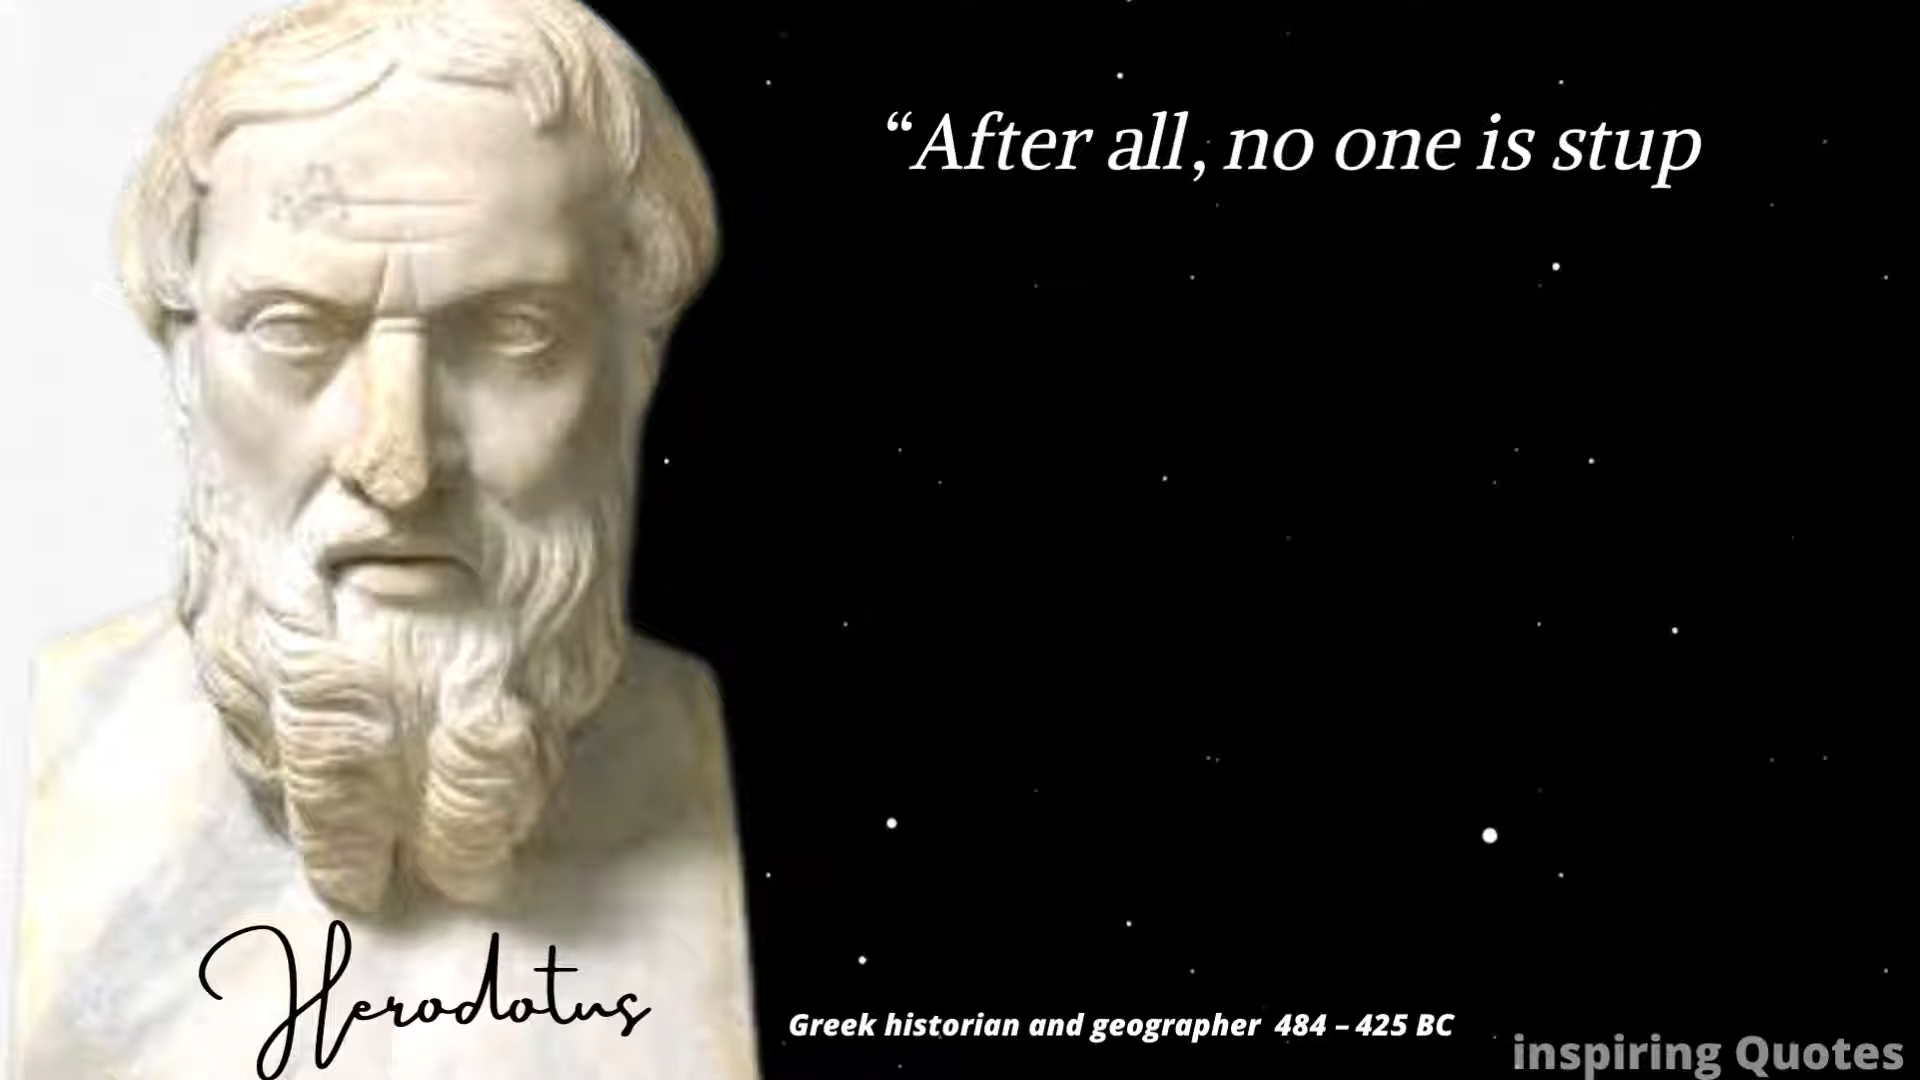 “After all, no one is stup
Herodotus
Greek historian and geographer 484 – 425 BC
inspiring Quotes